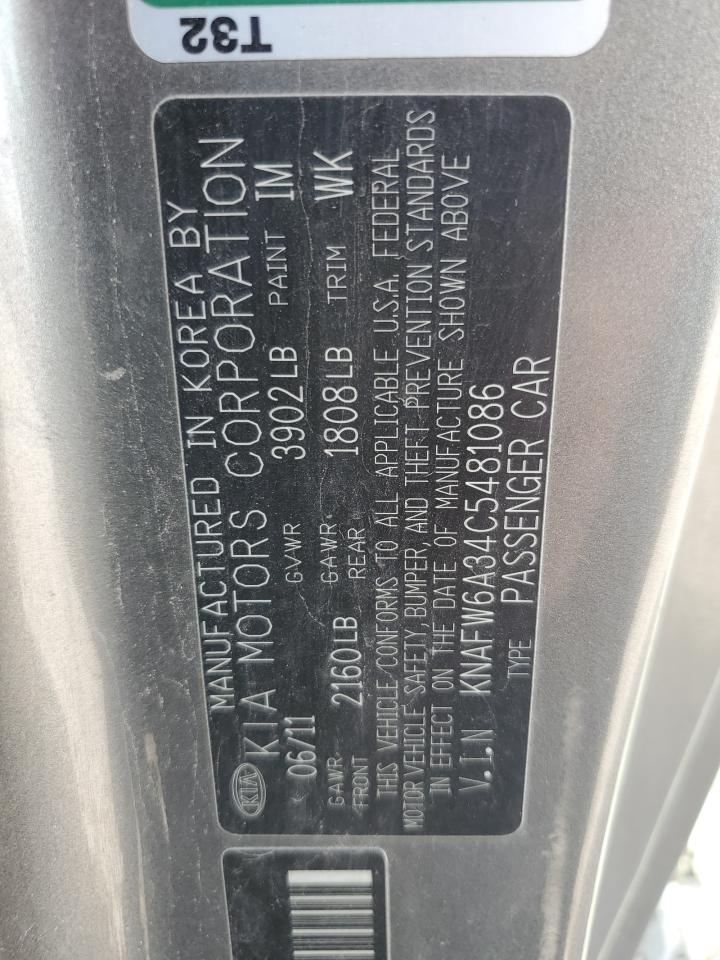 T32
MANUFACTURED IN KOREA BY
KIA KIA MOTORS CORPORATION
06/11 GVWR 3902LB PAINT IM
GAWR FRONT 2160LB GAWR REAR 1808LB TRIM WK
THIS VEHICLE CONFORMS TO ALL APPLICABLE U.S.A. FEDERAL
MOTOR VEHICLE SAFETY, BUMPER, AND THEFT PREVENTION STANDARDS
IN EFFECT ON THE DATE OF MANUFACTURE SHOWN ABOVE
V.I.N KNAFW6A34C5481086
TYPE PASSENGER CAR